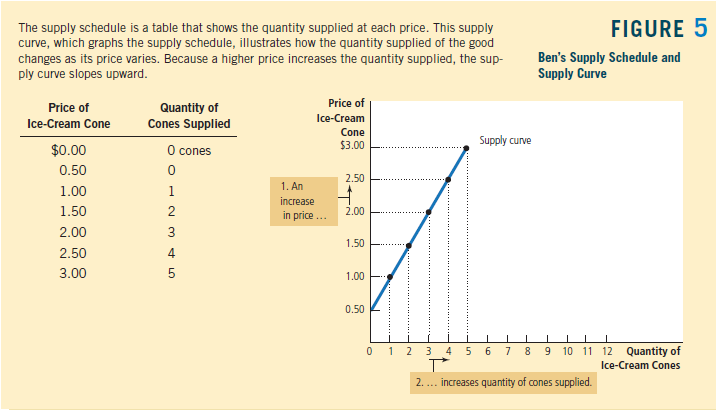 The supply schedule is a table that shows the quantity supplied at each price. This supply
curve, which graphs the supply schedule, illustrates how the quantity supplied of the good
changes as its price varies. Because a higher price increases the quantity supplied, the sup-
ply curve slopes upward.
FIGURE 5
Ben's Supply Schedule and
Supply Curve
Price of
Ice-Cream Cone
Quantity of
Cones Supplied
$0.00 0 cones
0.50 0
1.00 1
1.50 2
2.00 3
2.50 4
3.00 5
Price of
Ice-Cream
Cone
$3.00
2.50
2.00
1.50
1.00
0.50
Supply curve
1. An
increase
in price ...
0 1 2 3 4 5 6 7 8 9 10 11 12
Quantity of
Ice-Cream Cones
2. ... increases quantity of cones supplied.